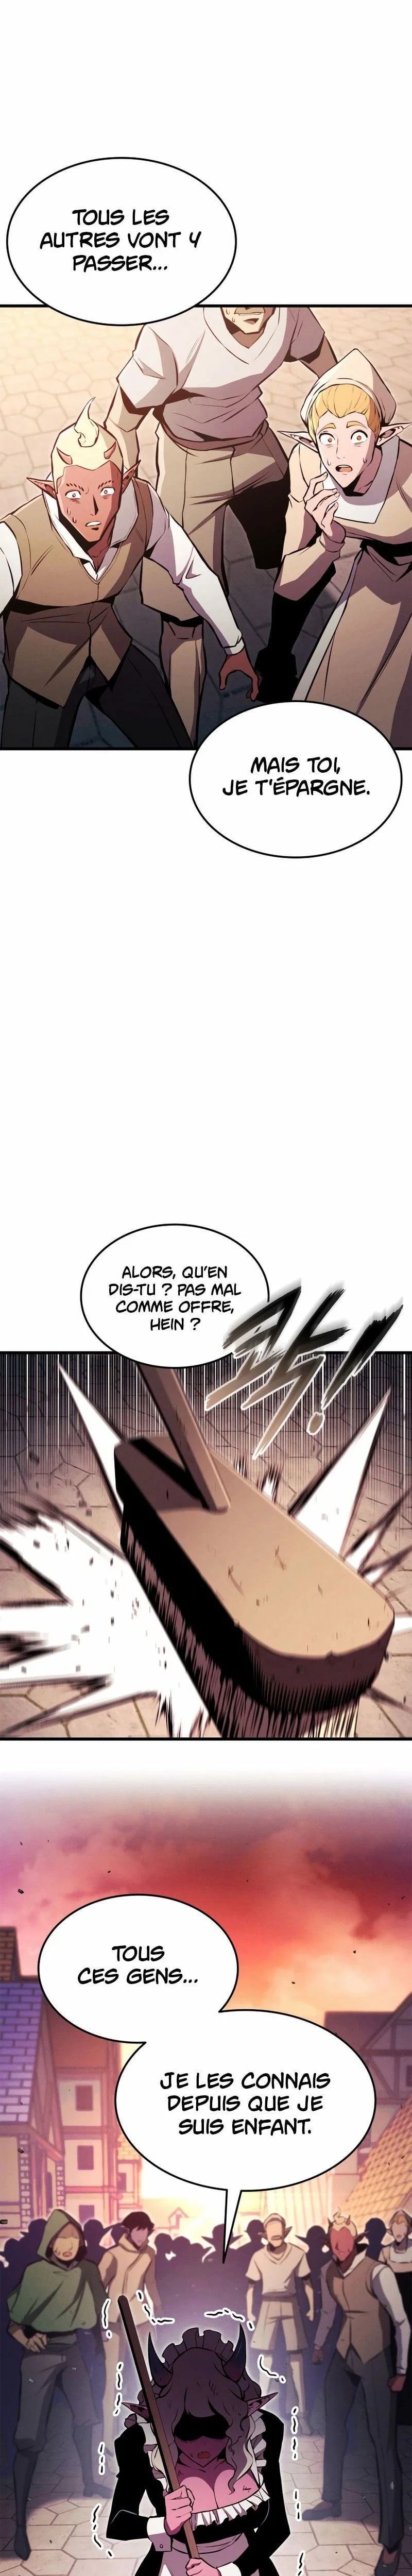 TOUS LES
AUTRES VONT Y
PASSER...
MAIS TOI,
JE T'ÉPARGNE.
ALORS, QU'EN
DIS-TU ? PAS MAL
COMME OFFRE,
HEIN ?
TOUS
CES GENS...
JE LES CONNAIS
DEPUIS QUE JE
SUIS ENFANT.